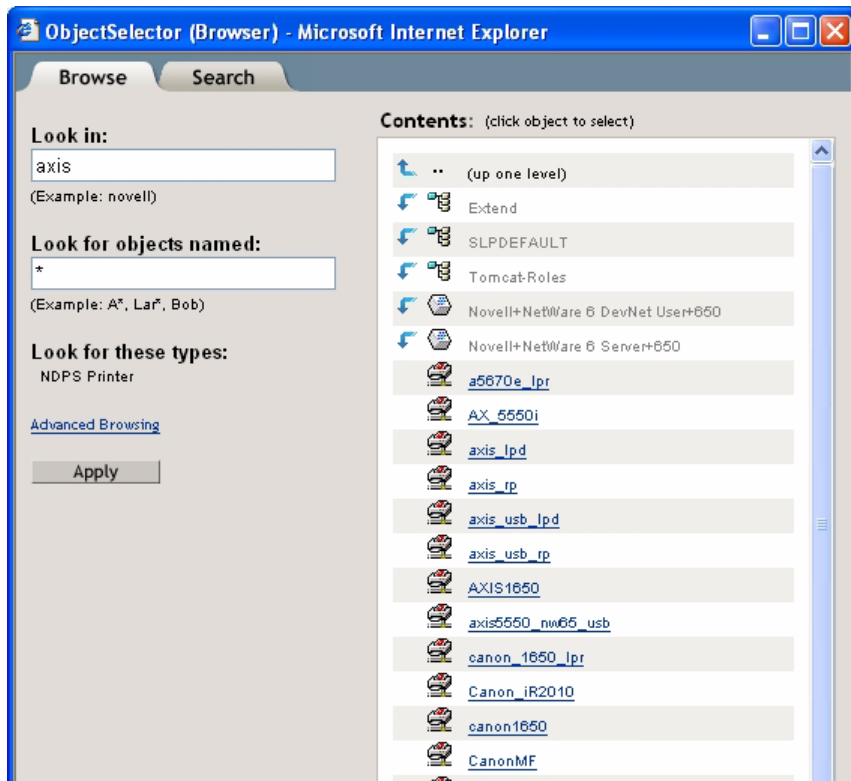 ObjectSelector (Browser) - Microsoft Internet Explorer
Browse
Search
Look in:
axis
(Example: novell)
Look for objects named:
*
(Example: A*, Lar*, Bob)
Look for these types:
NDPS Printer
Advanced Browsing
Apply
Contents: (click object to select)
.. (up one level)
Extend
SLPDEFAULT
Tomcat-Roles
Novell+NetWare 6 DevNet User+650
Novell+NetWare 6 Server+650
a5670e_lpr
AX_5550i
axis_lpd
axis_rp
axis_usb_lpd
axis_usb_rp
AXIS1650
axis5550_nw65_usb
canon_1650_lpr
Canon_iR2010
canon1650
CanonMF